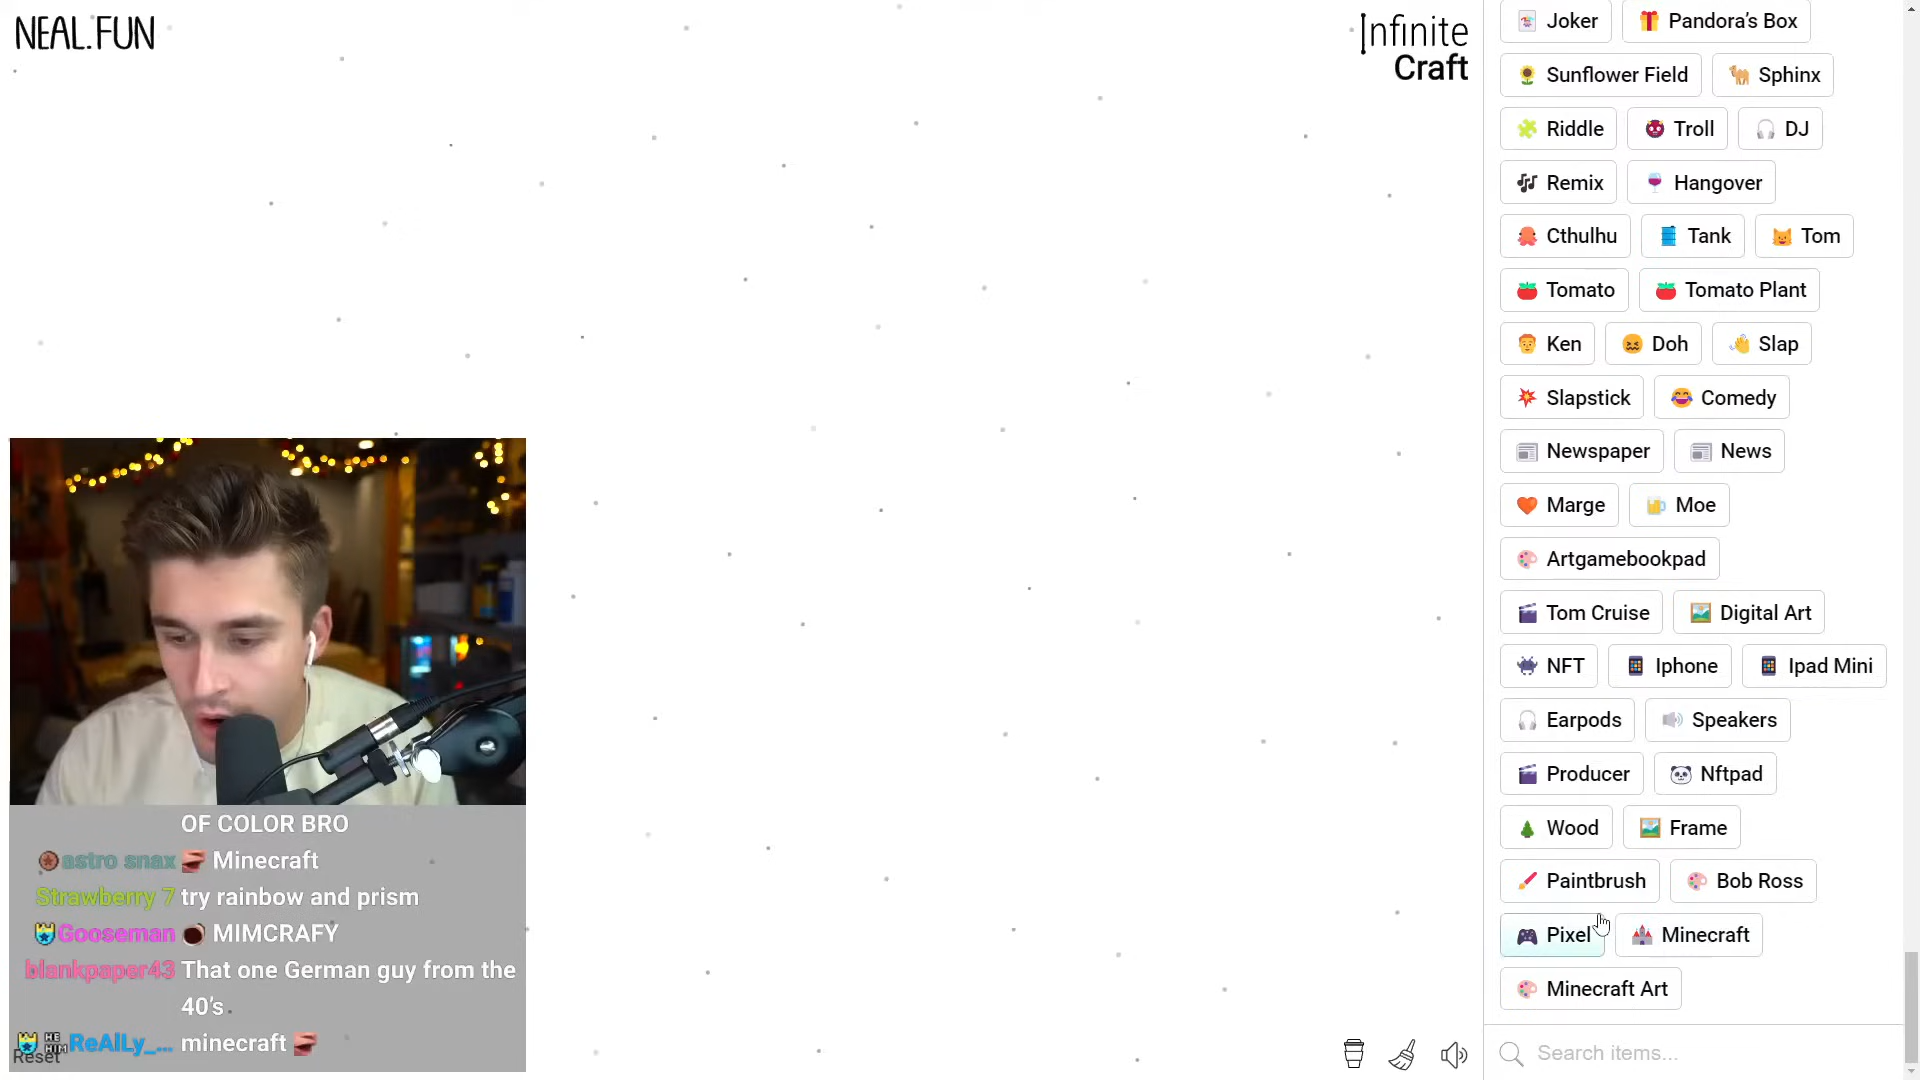 NEAL.FUN
Infinite
Craft
Joker Pandora's Box
Sunflower Field Sphinx
Riddle Troll DJ
Remix Hangover
Cthulhu Tank Tom
Tomato Tomato Plant
Ken Doh Slap
Slapstick Comedy
Newspaper News
Marge Moe
Artgamebookpad
Tom Cruise Digital Art
NFT Iphone Ipad Mini
Earpods Speakers
Producer Nftpad
Wood Frame
Paintbrush Bob Ross
Pixel Minecraft
Minecraft Art
Search items...
OF COLOR BRO
astro snax Minecraft
Strawberry 7 try rainbow and prism
Gooseman MIMCRAFY
blankpaper43 That one German guy from the
40's
HE HIM ReAlLy_... minecraft
Reset